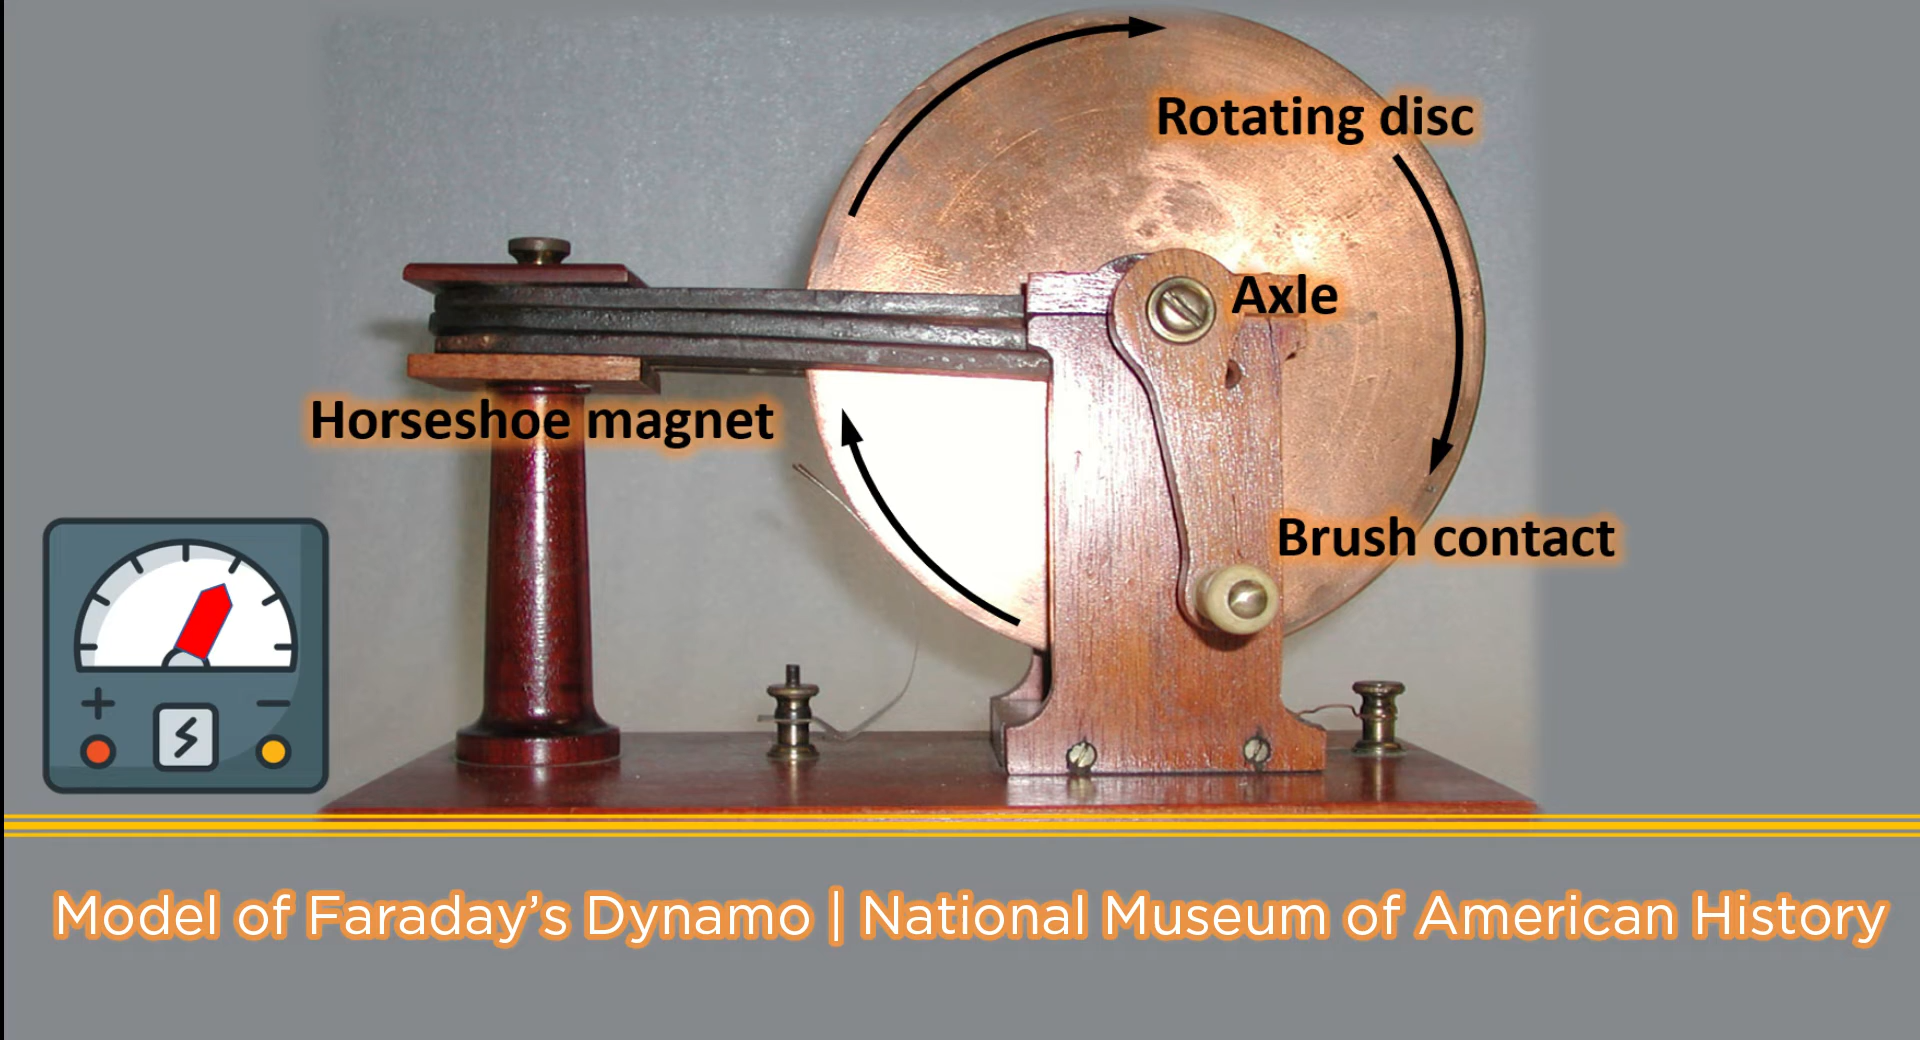 Rotating disc
Axle
Horseshoe magnet
Brush contact
+ −
Model of Faraday’s Dynamo | National Museum of American History